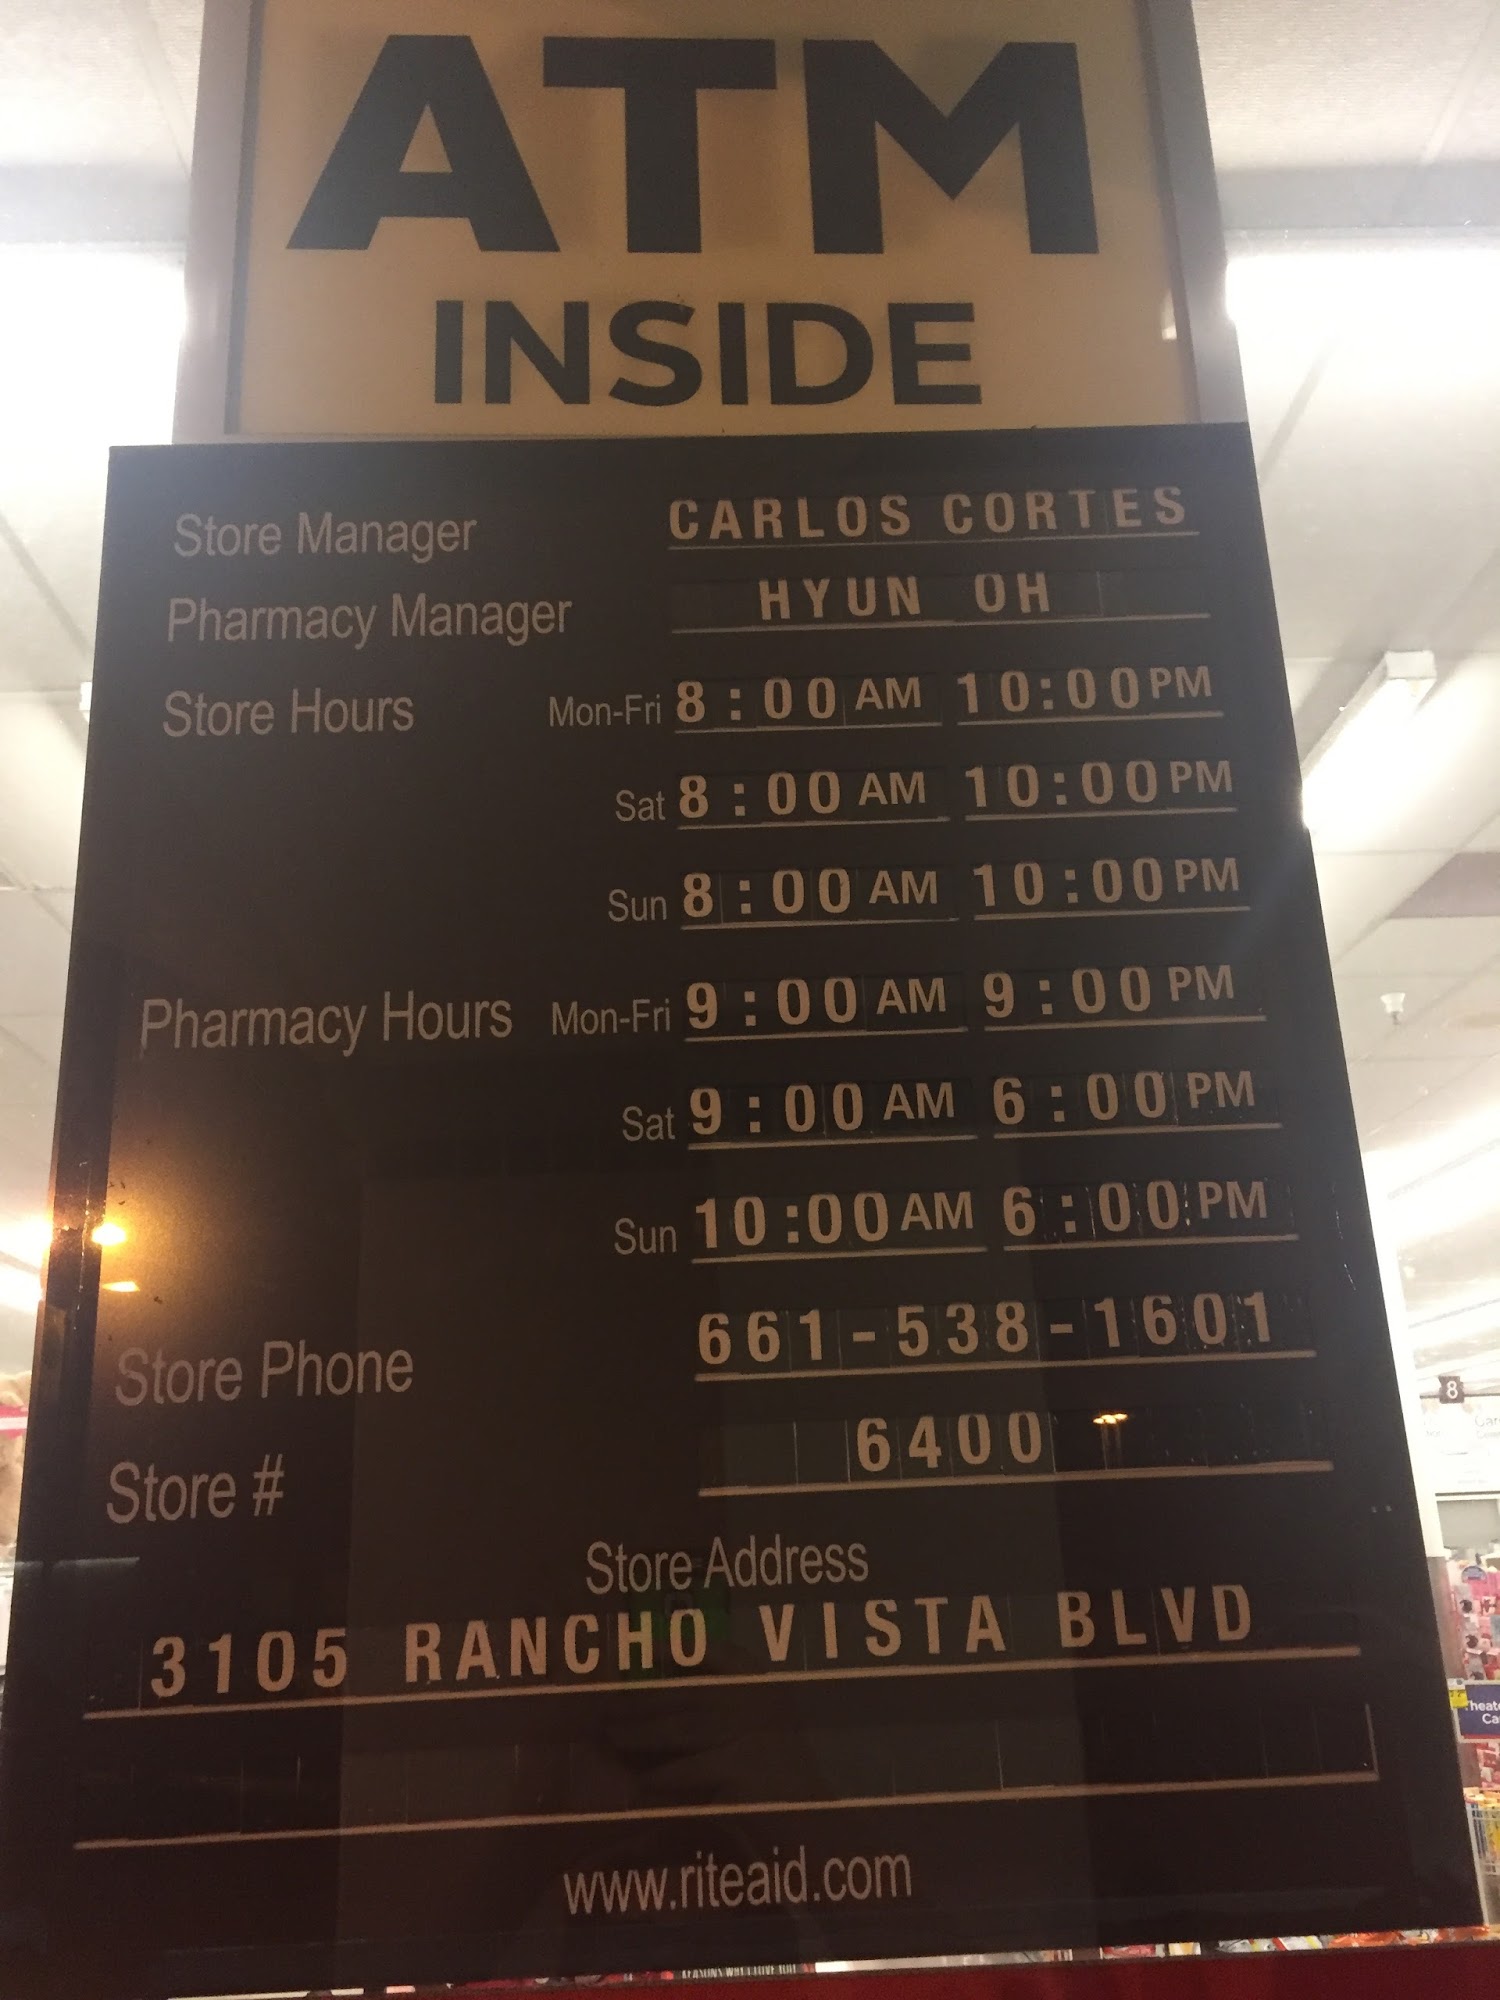 ATM
INSIDE
Store Manager CARLOS CORTES
Pharmacy Manager HYUN OH
Store Hours Mon-Fri 8:00 AM 10:00 PM
Sat 8:00 AM 10:00 PM
Sun 8:00 AM 10:00 PM
Pharmacy Hours Mon-Fri 9:00 AM 9:00 PM
Sat 9:00 AM 6:00 PM
Sun 10:00 AM 6:00 PM
Store Phone 661-538-1601
Store # 6400
Store Address
3105 RANCHO VISTA BLVD
www.riteaid.com
8